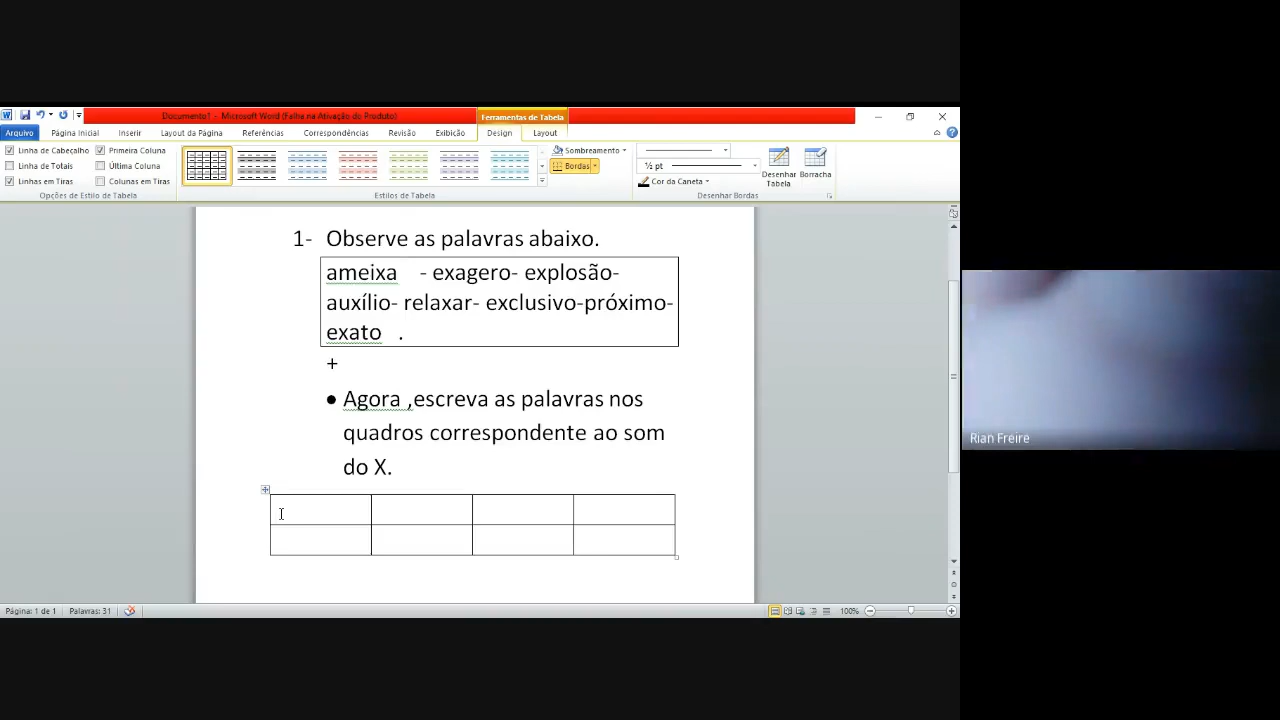 Documento1 - Microsoft Word (Falha na Ativação do Produto)
Ferramentas de Tabela
Arquivo Página Inicial Inserir Layout da Página Referências Correspondências Revisão Exibição Design Layout
Linha de Cabeçalho Primeira Coluna
Linha de Totais Última Coluna
Linhas em Tiras Colunas em Tiras
Opções de Estilo de Tabela
Estilos de Tabela
Sombreamento
Bordas
½ pt
Cor da Caneta
Desenhar Tabela
Borracha
Desenhar Bordas
1- Observe as palavras abaixo.
ameixa - exagero- explosão-
auxílio- relaxar- exclusivo-próximo-
exato .
+
• Agora ,escreva as palavras nos
quadros correspondente ao som
do X.
Página: 1 de 1 Palavras: 31 100%
Rian Freire